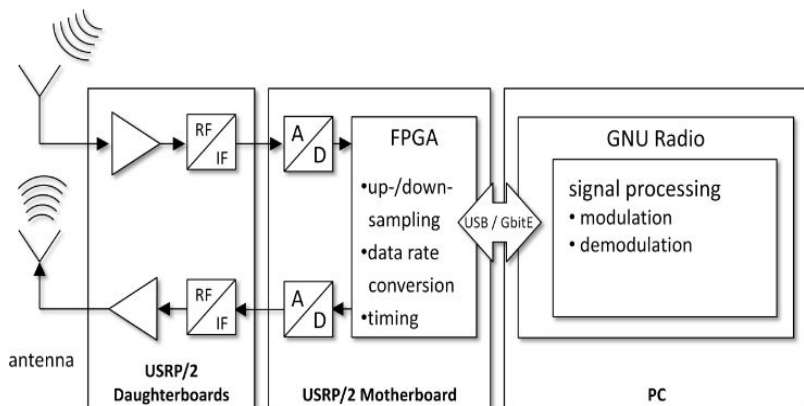 RF
IF
A
D
FPGA
•up-/down-
sampling
•data rate
conversion
•timing
USB / GbitE
GNU Radio
signal processing
• modulation
• demodulation
RF
IF
A
D
antenna
USRP/2
Daughterboards
USRP/2 Motherboard
PC